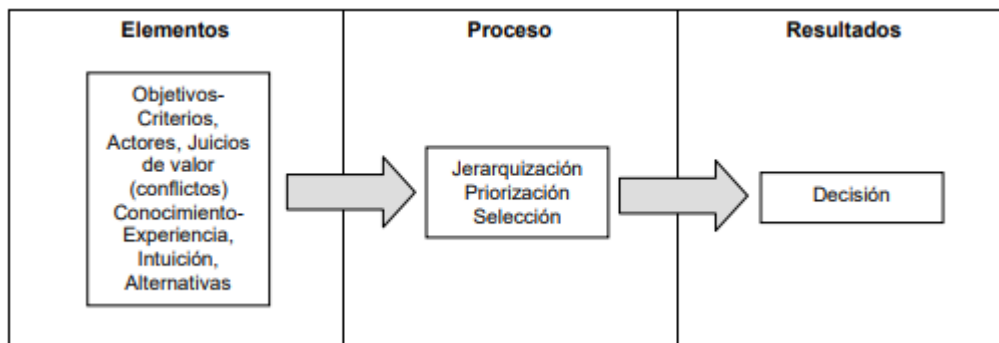 Elementos
Proceso
Resultados
Objetivos-
Criterios,
Actores, Juicios
de valor
(conflictos)
Conocimiento-
Experiencia,
Intuición,
Alternativas
Jerarquización
Priorización
Selección
Decisión